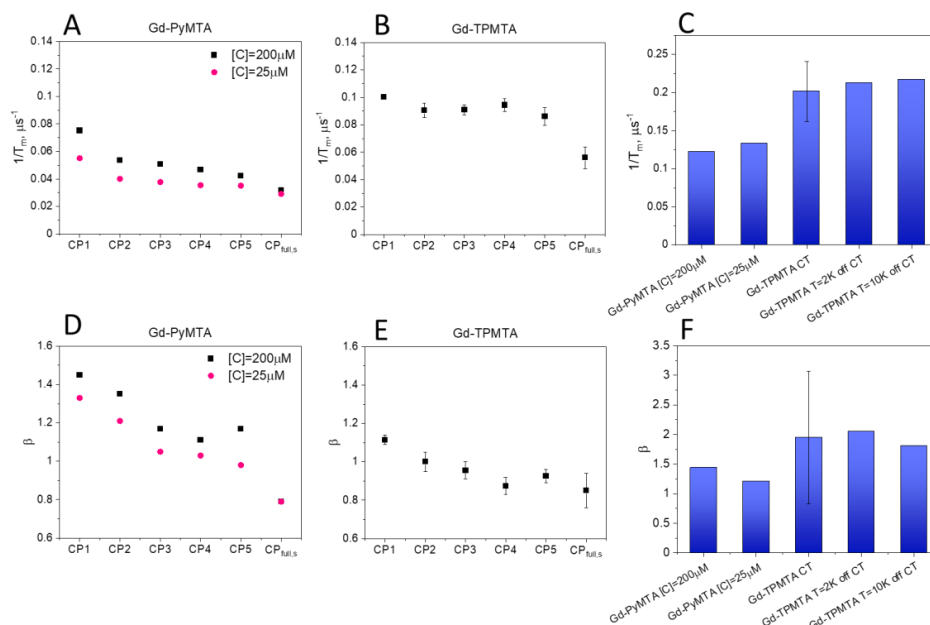 A
Gd-PyMTA
[C]=200μM
[C]=25μM
0.14
0.12
0.1
0.08
0.06
0.04
0.02
0
1/Tm, μs-1
CP1 CP2 CP3 CP4 CP5 CPfull,s
B
Gd-TPMTA
0.14
0.12
0.1
0.08
0.06
0.04
0.02
0
1/Tm, μs-1
CP1 CP2 CP3 CP4 CP5 CPfull,s
C
0.25
0.2
0.15
0.1
0.05
0
1/Tm, μs-1
Gd-PyMTA [C]=200μM
Gd-PyMTA [C]=25μM
Gd-TPMTA CT
Gd-TPMTA T=2K off CT
Gd-TPMTA T=10K off CT
D
Gd-PyMTA
[C]=200μM
[C]=25μM
1.6
1.4
1.2
1
0.8
0.6
β
CP1 CP2 CP3 CP4 CP5 CPfull,s
E
Gd-TPMTA
1.6
1.4
1.2
1
0.8
0.6
β
CP1 CP2 CP3 CP4 CP5 CPfull,s
F
3.5
3
2.5
2
1.5
1
0.5
0
β
Gd-PyMTA [C]=200μM
Gd-PyMTA [C]=25μM
Gd-TPMTA CT
Gd-TPMTA T=2K off CT
Gd-TPMTA T=10K off CT